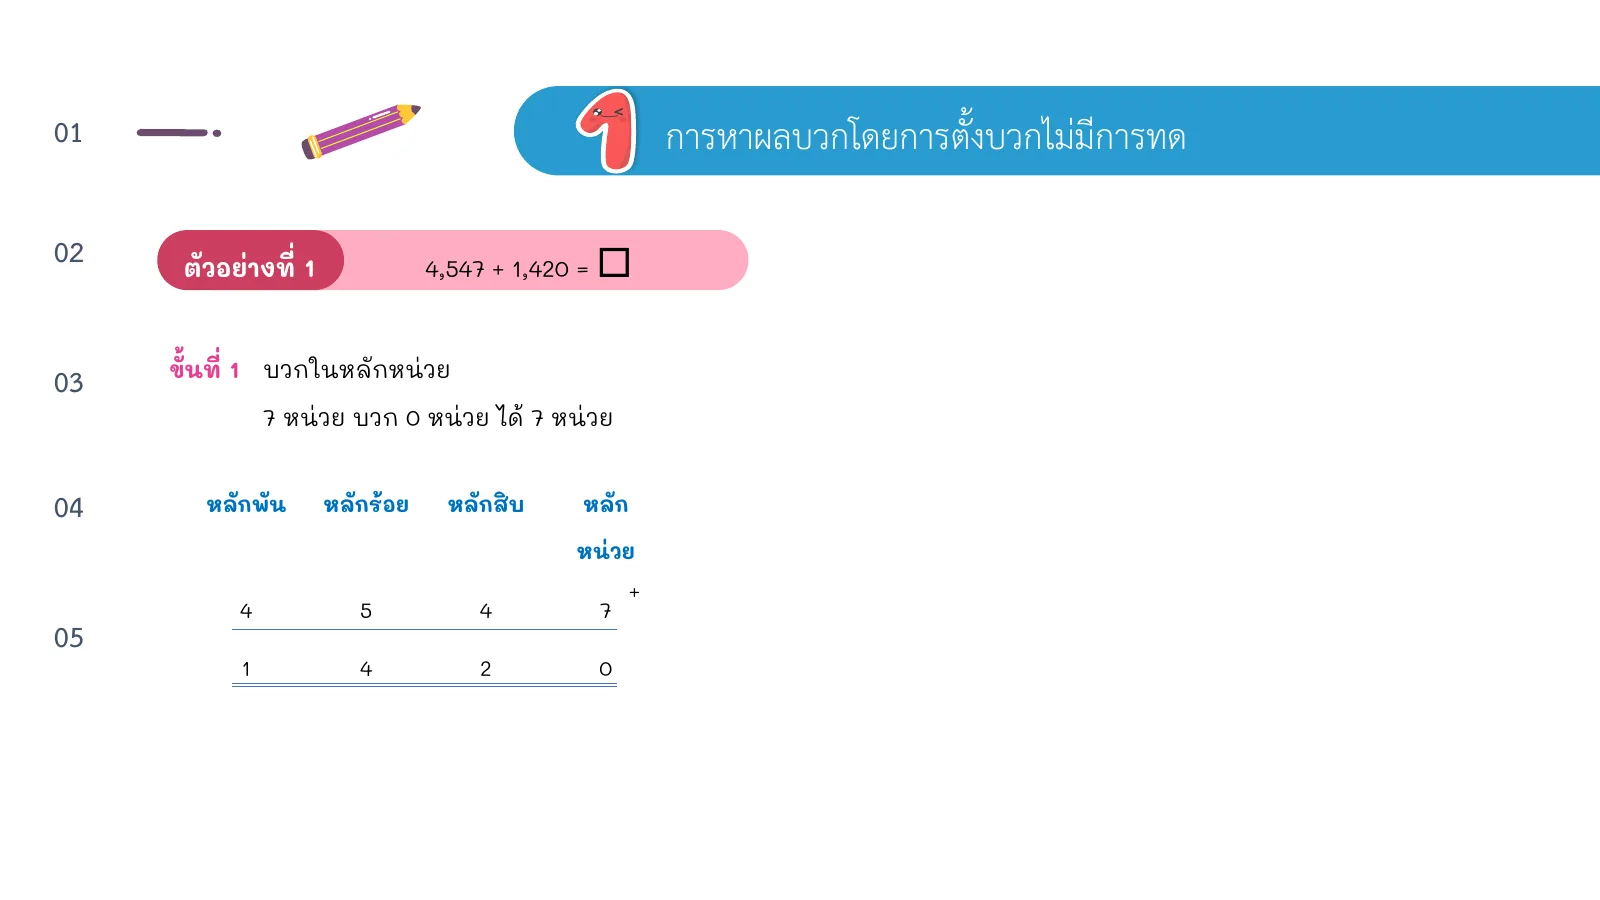 01
1 การหาผลบวกโดยการตั้งบวกไม่มีการทด
02
ตัวอย่างที่ 1 4,547 + 1,420 = □
03
ขั้นที่ 1 บวกในหลักหน่วย
7 หน่วย บวก 0 หน่วย ได้ 7 หน่วย
04
หลักพัน หลักร้อย หลักสิบ หลัก
หน่วย
4 5 4 7 +
05
1 4 2 0